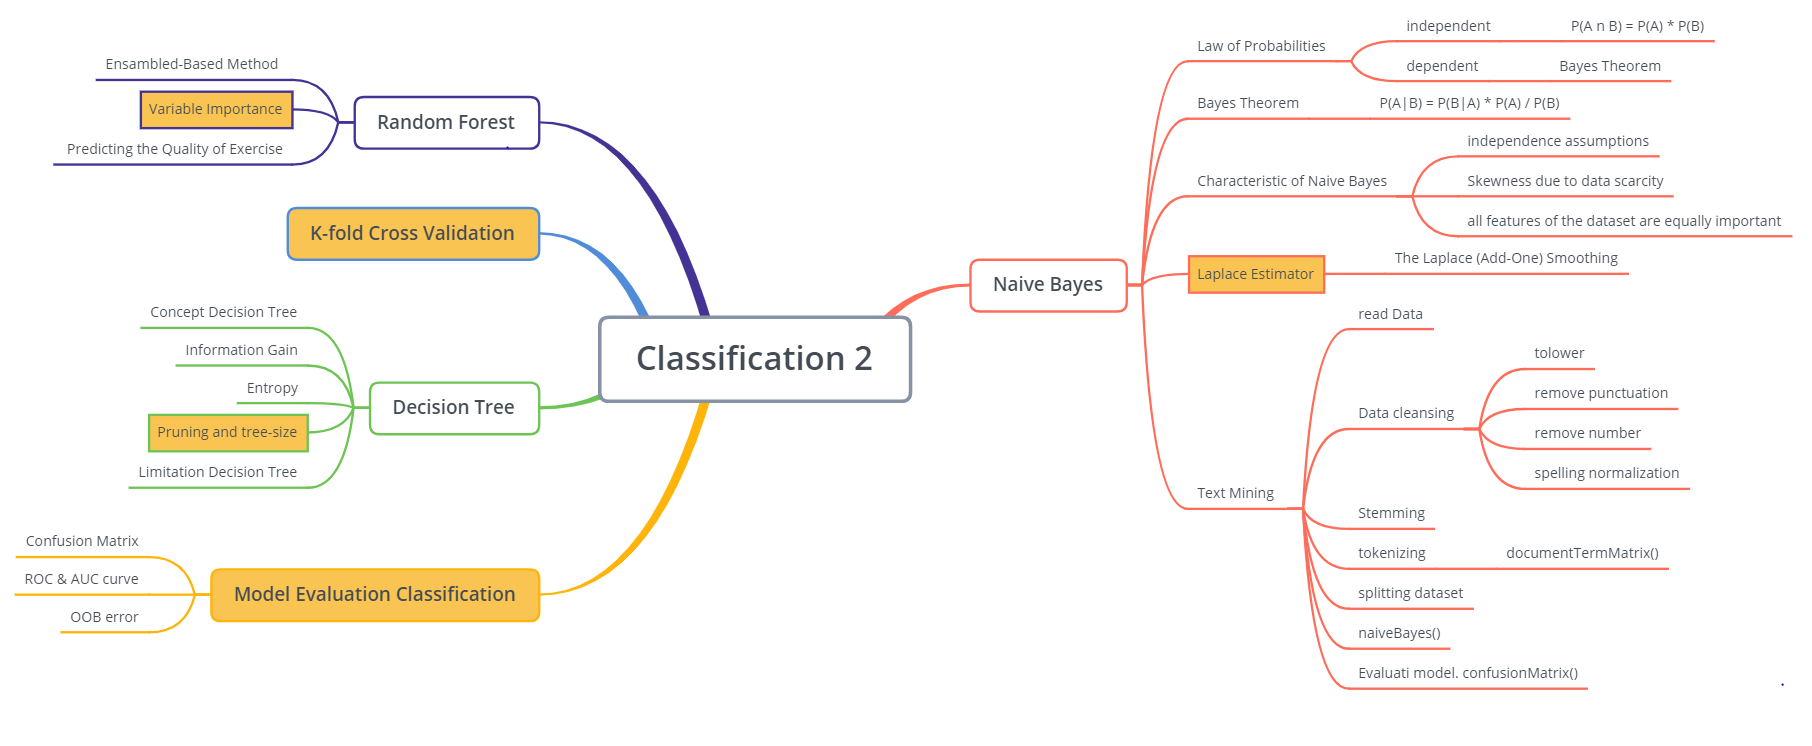 Classification 2
Random Forest
Ensambled-Based Method
Variable Importance
Predicting the Quality of Exercise
K-fold Cross Validation
Decision Tree
Concept Decision Tree
Information Gain
Entropy
Pruning and tree-size
Limitation Decision Tree
Model Evaluation Classification
Confusion Matrix
ROC & AUC curve
OOB error
Naive Bayes
Law of Probabilities
independent
P(A n B) = P(A) * P(B)
dependent
Bayes Theorem
Bayes Theorem
P(A|B) = P(B|A) * P(A) / P(B)
Characteristic of Naive Bayes
independence assumptions
Skewness due to data scarcity
all features of the dataset are equally important
Laplace Estimator
The Laplace (Add-One) Smoothing
Text Mining
read Data
Data cleansing
tolower
remove punctuation
remove number
spelling normalization
Stemming
tokenizing
documentTermMatrix()
splitting dataset
naiveBayes()
Evaluati model. confusionMatrix()